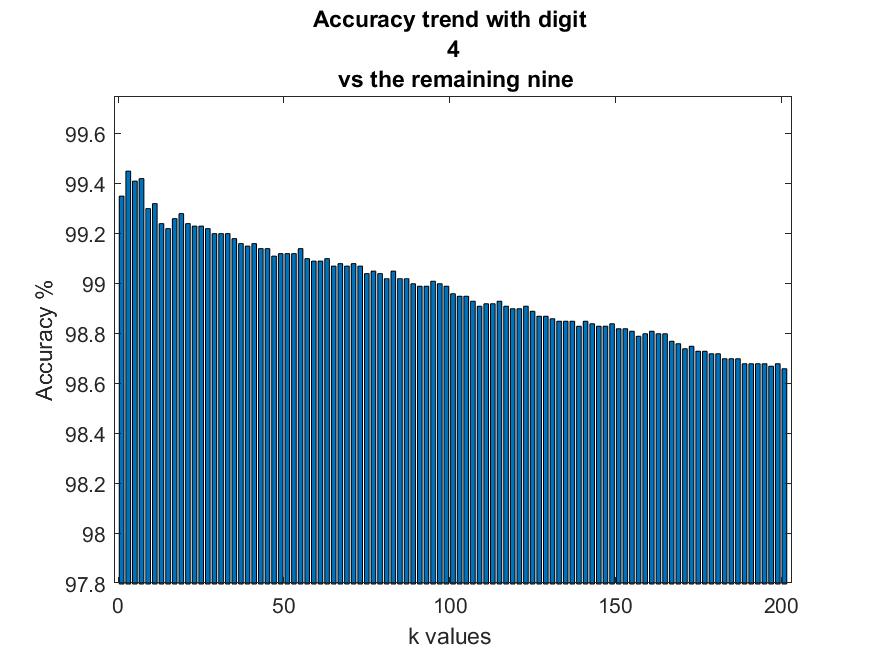 Accuracy trend with digit
4
vs the remaining nine
99.6
99.4
99.2
99
98.8
98.6
98.4
98.2
98
97.8
Accuracy %
0 50 100 150 200
k values